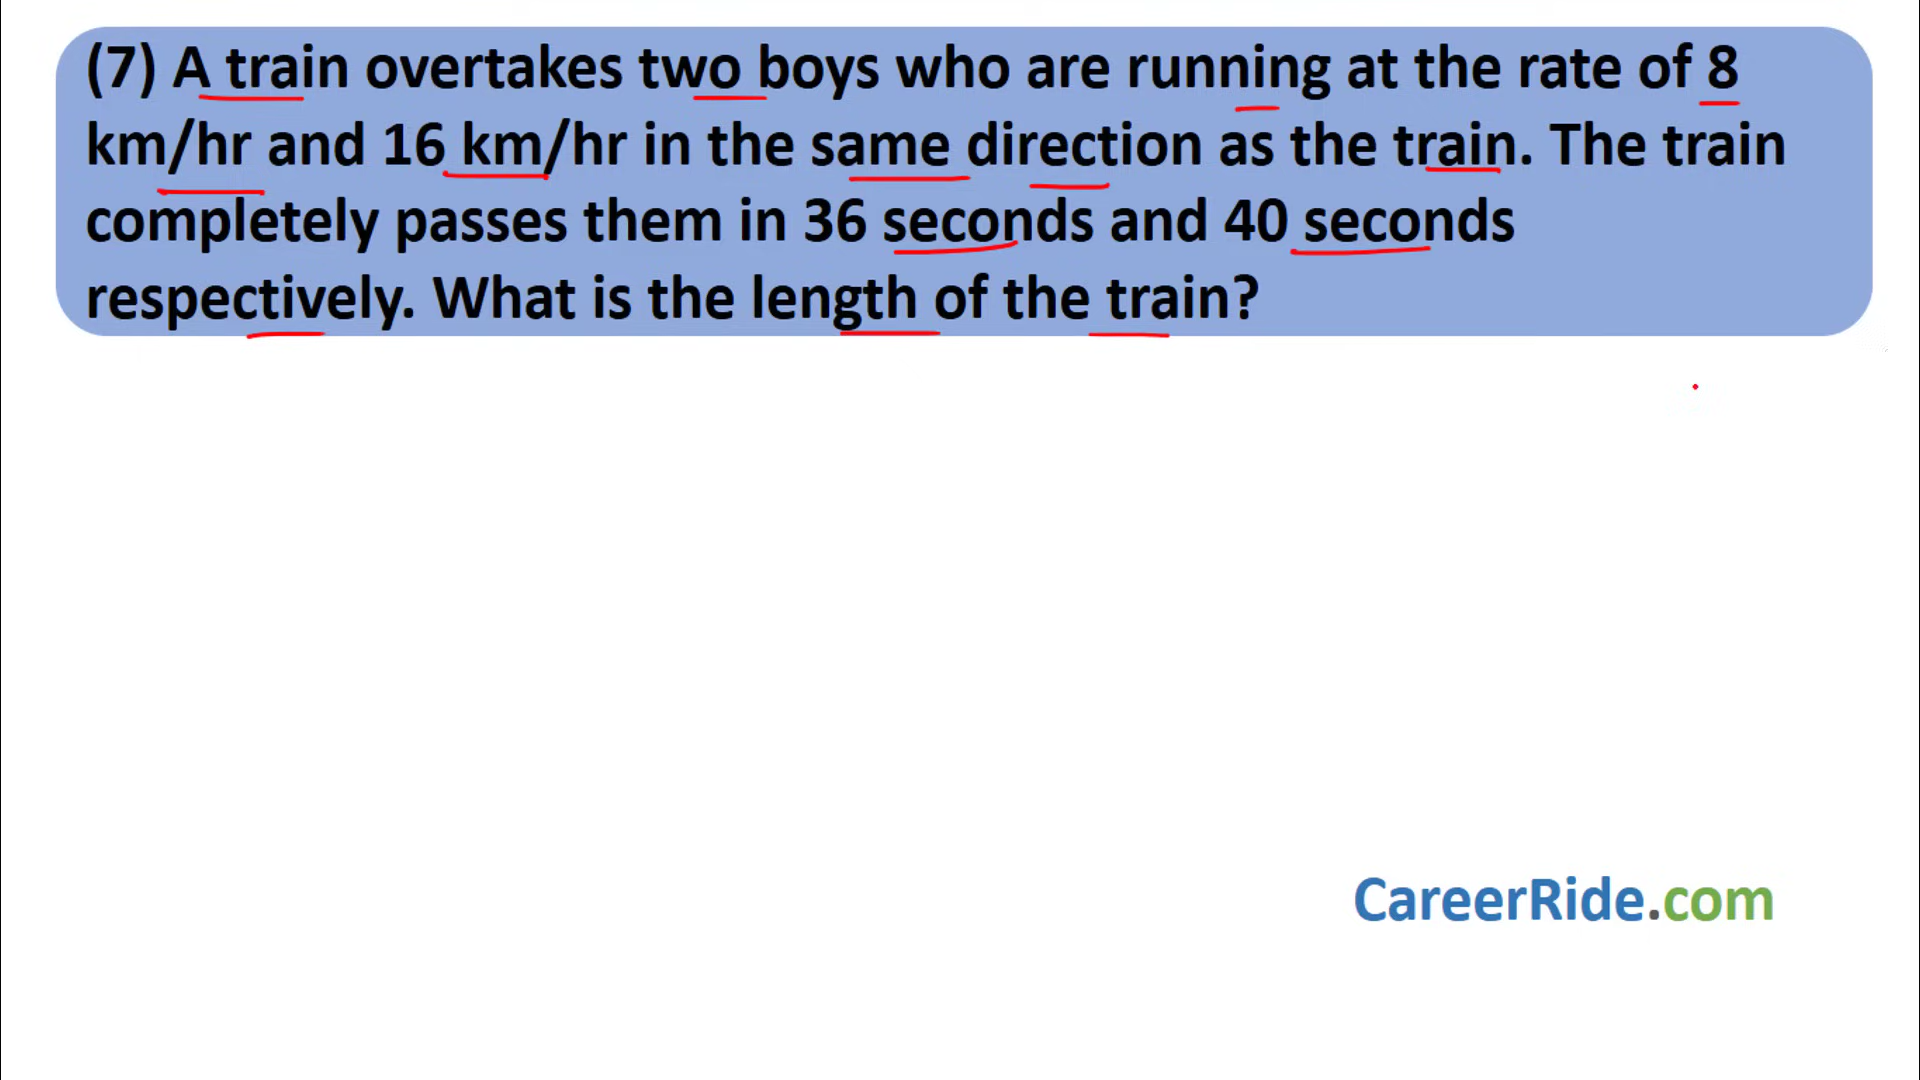 (7) A train overtakes two boys who are running at the rate of 8
km/hr and 16 km/hr in the same direction as the train. The train
completely passes them in 36 seconds and 40 seconds
respectively. What is the length of the train?
CareerRide.com